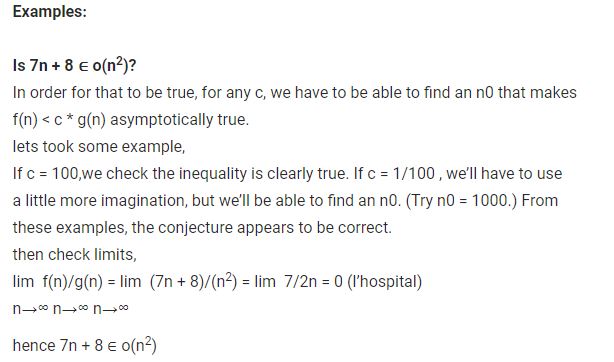 Examples:
Is 7n + 8 ∈ o(n²)?
In order for that to be true, for any c, we have to be able to find an n0 that makes
f(n) < c * g(n) asymptotically true.
lets took some example,
If c = 100,we check the inequality is clearly true. If c = 1/100 , we’ll have to use
a little more imagination, but we’ll be able to find an n0. (Try n0 = 1000.) From
these examples, the conjecture appears to be correct.
then check limits,
lim  f(n)/g(n) = lim  (7n + 8)/(n²) = lim  7/2n = 0 (l’hospital)
n→∞ n→∞ n→∞
hence 7n + 8 ∈ o(n²)